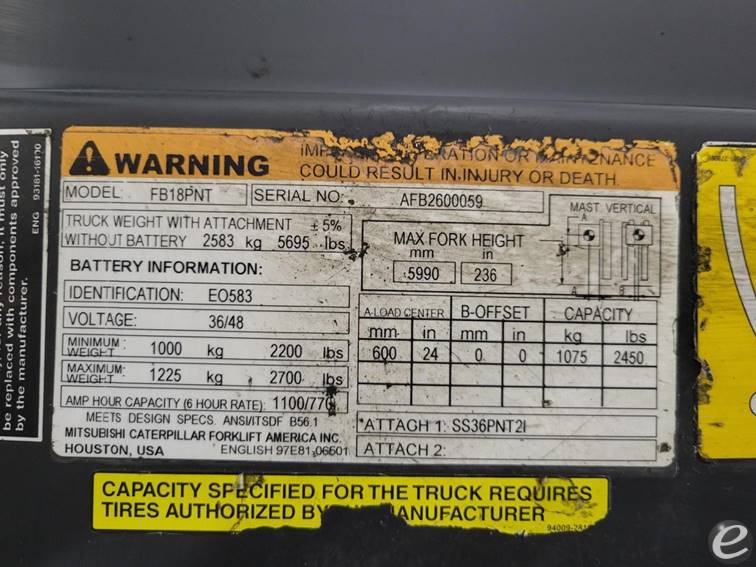 WARNING
COULD RESULT IN INJURY OR DEATH
MODEL: FB18PNT
SERIAL NO: AFB2600059
TRUCK WEIGHT WITH ATTACHMENT ± 5%
WITHOUT BATTERY 2583 kg 5695 lbs
BATTERY INFORMATION:
IDENTIFICATION: EO583
VOLTAGE: 36/48
MINIMUM WEIGHT: 1000 kg 2200 lbs
MAXIMUM WEIGHT: 1225 kg 2700 lbs
AMP HOUR CAPACITY (6 HOUR RATE): 1100/770
MEETS DESIGN SPECS. ANSI/ITSDF B56.1
MITSUBISHI CATERPILLAR FORKLIFT AMERICA INC.
HOUSTON, USA ENGLISH 97E81 06501
MAX FORK HEIGHT
mm in
5990 236
MAST VERTICAL
A
A B
A-LOAD CENTER B-OFFSET CAPACITY
mm in mm in kg lbs
600 24 0 0 1075 2450
*ATTACH 1: SS36PNT2I
ATTACH 2:
CAPACITY SPECIFIED FOR THE TRUCK REQUIRES
TIRES AUTHORIZED BY MANUFACTURER
must only
be replaced with components approved
by the manufacturer.
ENG 93181-16100
e